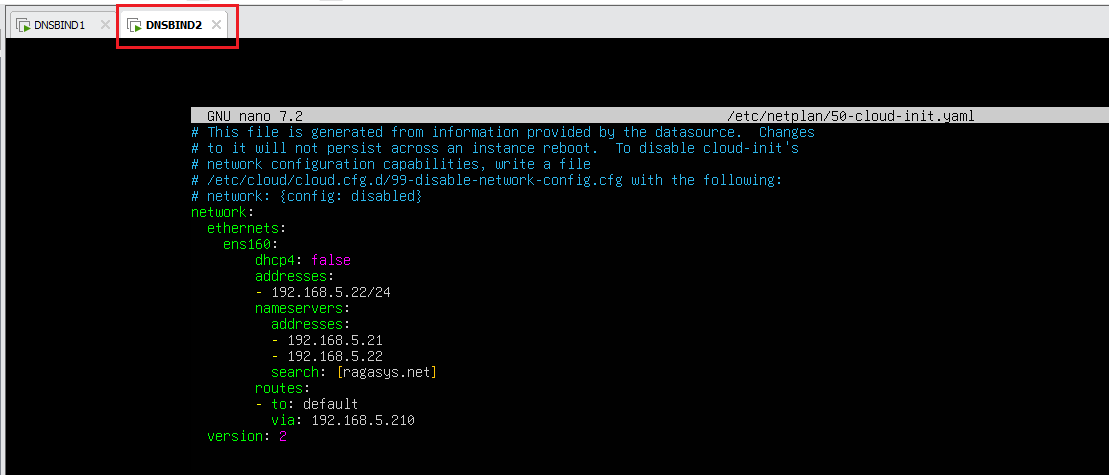 DNSBIND1 DNSBIND2
GNU nano 7.2 /etc/netplan/50-cloud-init.yaml
# This file is generated from information provided by the datasource.  Changes
# to it will not persist across an instance reboot.  To disable cloud-init's
# network configuration capabilities, write a file
# /etc/cloud/cloud.cfg.d/99-disable-network-config.cfg with the following:
# network: {config: disabled}
network:
  ethernets:
    ens160:
        dhcp4: false
        addresses:
        - 192.168.5.22/24
        nameservers:
          addresses:
          - 192.168.5.21
          - 192.168.5.22
          search: [ragasys.net]
        routes:
        - to: default
          via: 192.168.5.210
  version: 2